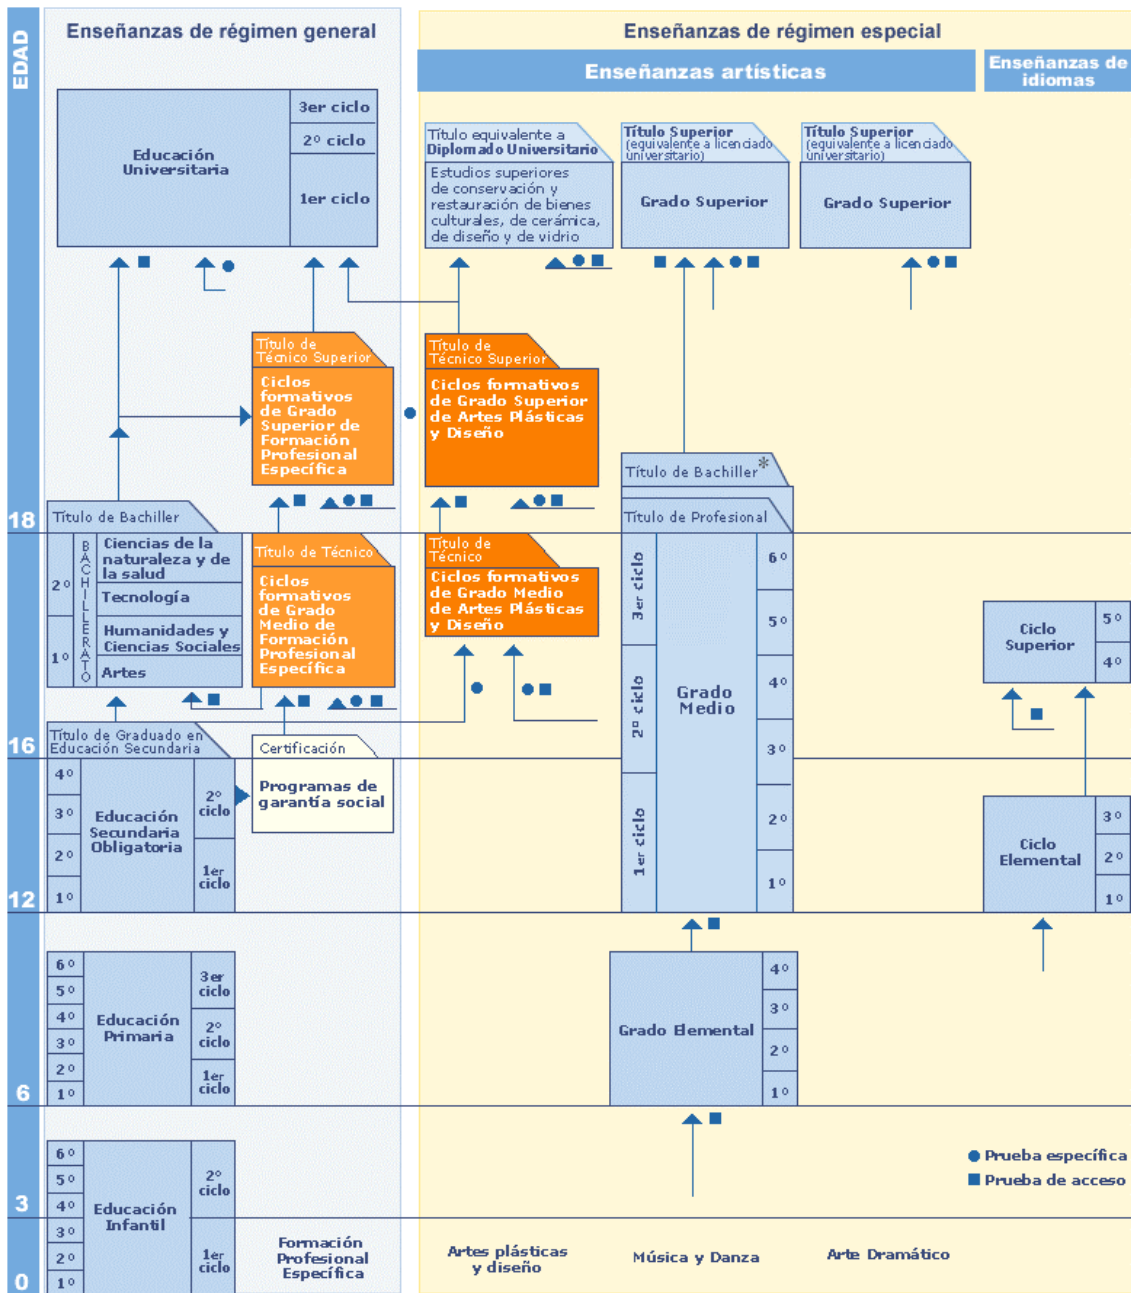 EDAD
Enseñanzas de régimen general
Enseñanzas de régimen especial
Enseñanzas artísticas
Enseñanzas de
idiomas
Educación
Universitaria
3er ciclo
2º ciclo
1er ciclo
Título equivalente a
Diplomado Universitario
Estudios superiores
de conservación y
restauración de bienes
culturales, de cerámica,
de diseño y de vidrio
Título Superior
(equivalente a licenciado
universitario)
Grado Superior
Título Superior
(equivalente a licenciado
universitario)
Grado Superior
Título de
Técnico Superior
Ciclos
formativos
de Grado
Superior de
Formación
Profesional
Específica
Título de
Técnico Superior
Ciclos formativos
de Grado Superior
de Artes Plásticas
y Diseño
Título de Bachiller*
Título de Profesional
18
Título de Bachiller
2º
1º
BACHILLERATO
Ciencias de la
naturaleza y de
la salud
Tecnología
Humanidades y
Ciencias Sociales
Artes
Título de Técnico
Ciclos
formativos
de Grado
Medio de
Formación
Profesional
Específica
Título de
Técnico
Ciclos formativos
de Grado Medio
de Artes Plásticas
y Diseño
3er ciclo
2º ciclo
1er ciclo
Grado
Medio
6º
5º
4º
3º
2º
1º
Ciclo
Superior
5º
4º
16
Título de Graduado en
Educación Secundaria
4º
3º
2º
1º
Educación
Secundaria
Obligatoria
2º
ciclo
1er
ciclo
Certificación
Programas de
garantía social
Ciclo
Elemental
3º
2º
1º
12
6º
5º
4º
3º
2º
1º
Educación
Primaria
3er
ciclo
2º
ciclo
1er
ciclo
Grado Elemental
4º
3º
2º
1º
6
6º
5º
4º
3º
2º
1º
Educación
Infantil
2º
ciclo
1er
ciclo
Prueba específica
Prueba de acceso
3
Formación
Profesional
Específica
Artes plásticas
y diseño
Música y Danza
Arte Dramático
0